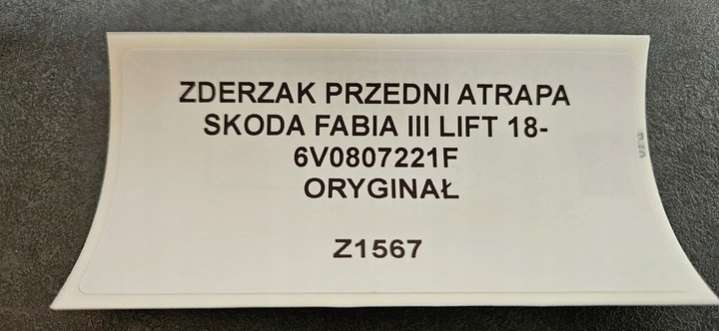 ZDERZAK PRZEDNI ATRAPA
SKODA FABIA III LIFT 18-
6V0807221F
ORYGINAŁ
Z1567